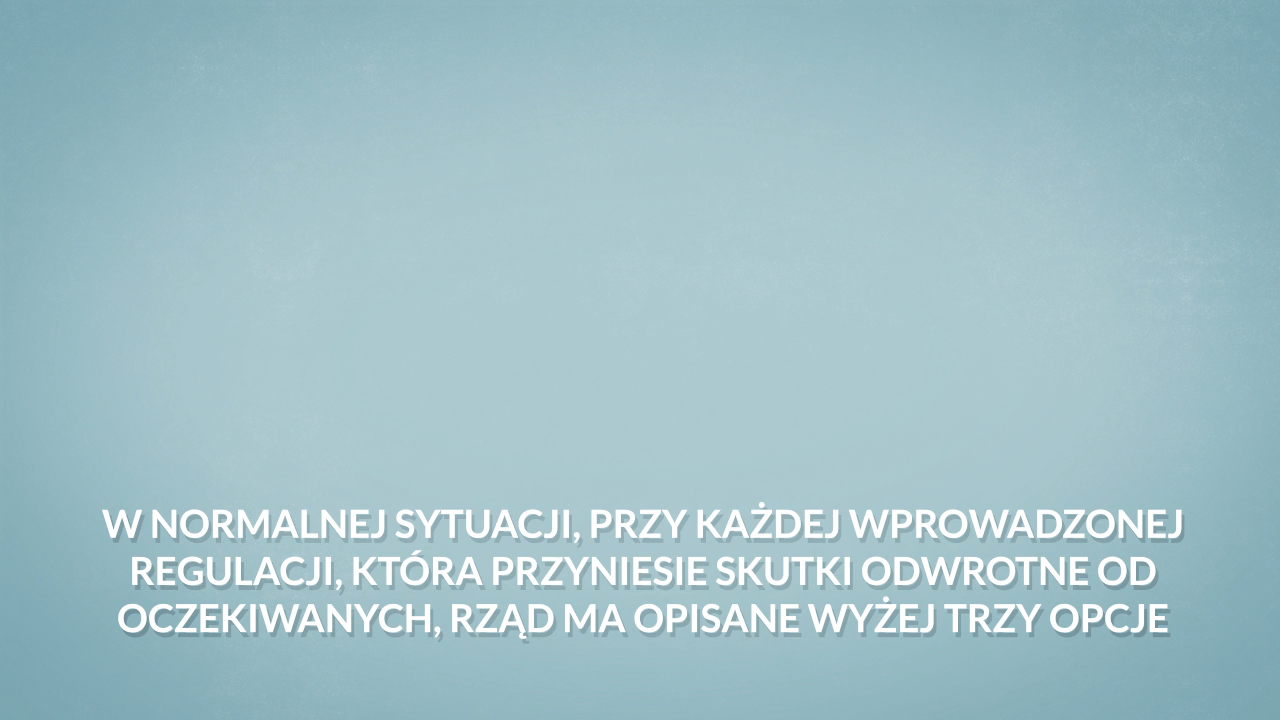 W NORMALNEJ SYTUACJI, PRZY KAŻDEJ WPROWADZONEJ
REGULACJI, KTÓRA PRZYNIESIE SKUTKI ODWROTNE OD
OCZEKIWANYCH, RZĄD MA OPISANE WYŻEJ TRZY OPCJE